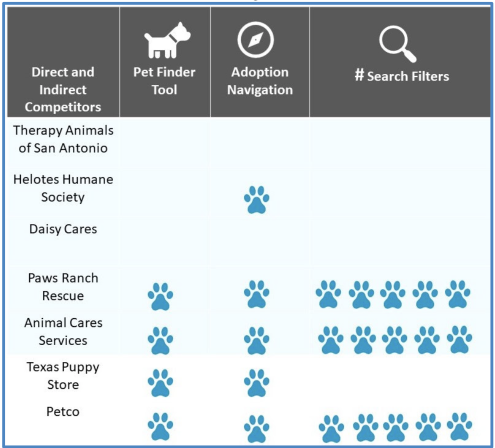 Direct and
Indirect
Competitors
Pet Finder
Tool
Adoption
Navigation
# Search Filters
Therapy Animals
of San Antonio
Helotes Humane
Society
Daisy Cares
Paws Ranch
Rescue
Animal Cares
Services
Texas Puppy
Store
Petco